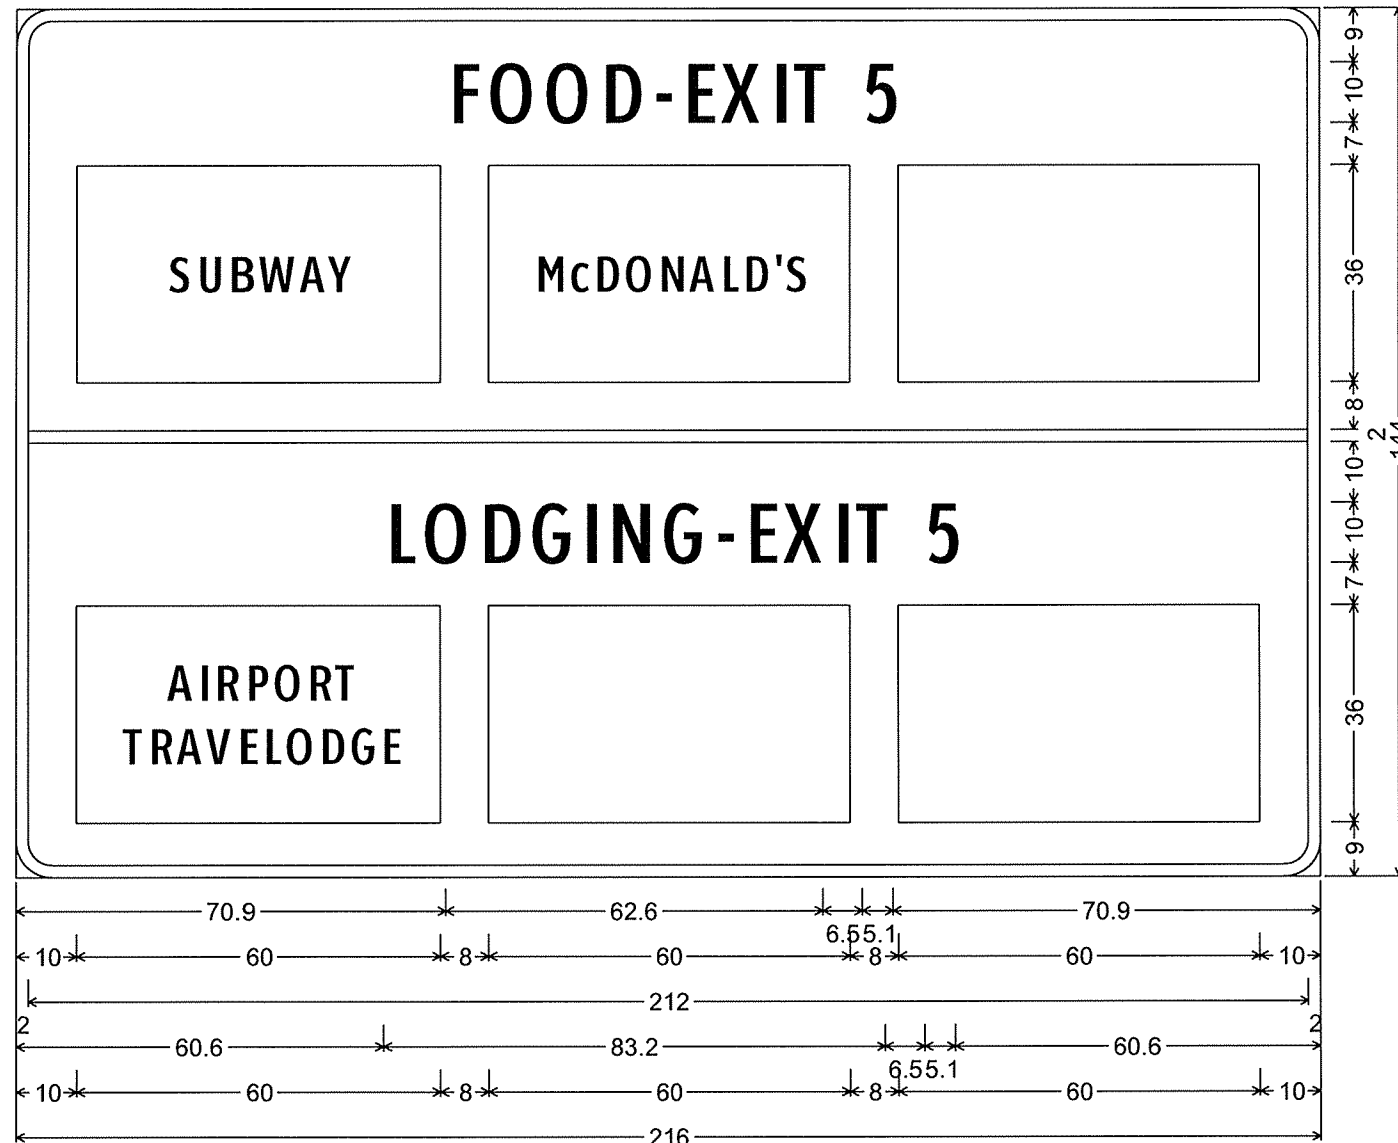 FOOD-EXIT 5
SUBWAY
McDONALD'S
LODGING-EXIT 5
AIRPORT
TRAVELODGE
9
10
7
36
8
2
144
10
10
7
36
9
70.9 62.6 6.5 5.1 70.9
10 60 8 60 8 60 10
212
2 60.6 83.2 6.5 5.1 60.6 2
10 60 8 60 8 60 10
216